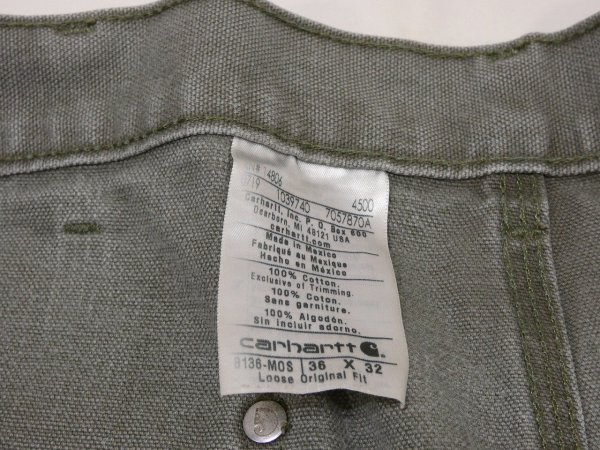 4806
/19 1039740 4500
Carhartt, Inc. P. O. Box 600 7057870A
Dearborn, MI 48121 USA
carhartt.com
Made in Mexico
Fabriqué au Mexique
Hecho en México
100% Cotton.
Exclusive of Trimming.
100% Coton.
Sans garniture.
100% Algodón.
Sin incluir adorno.
carhartt
B136-MOS 36 X 32
Loose Original Fit